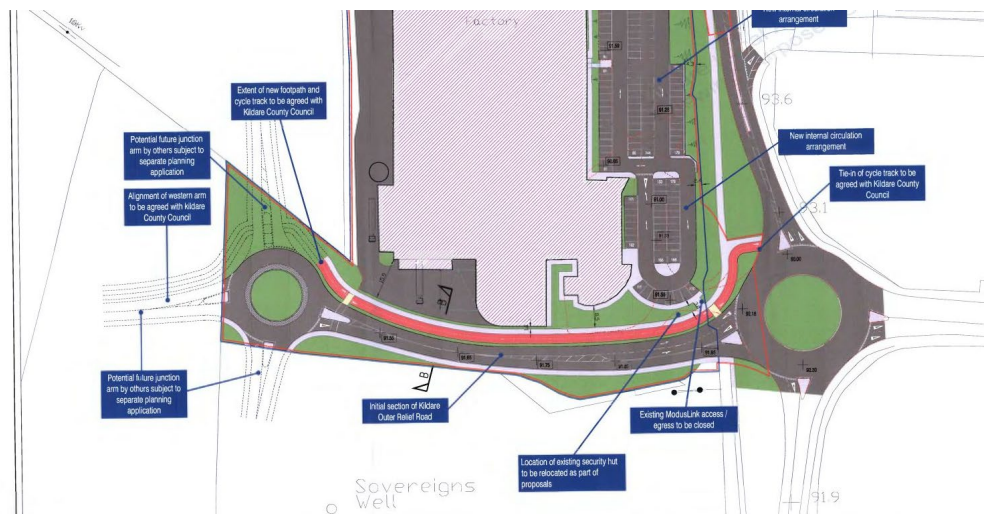 New internal circulation
arrangement
Factory
18Kv
Extent of new footpath and
cycle track to be agreed with
Kildare County Council
93.6
Potential future junction
arm by others subject to
separate planning
application
New internal circulation
arrangement
Tie-in of cycle track to be
agreed with Kildare County
Council
Alignment of western arm
to be agreed with kildare
County Council
93.1
B
B
Potential future junction
arm by others subject to
separate planning
application
Initial section of Kildare
Outer Relief Road
Existing ModusLink access /
egress to be closed
Location of existing security hut
to be relocated as part of
proposals
Sovereigns
Well
91.9